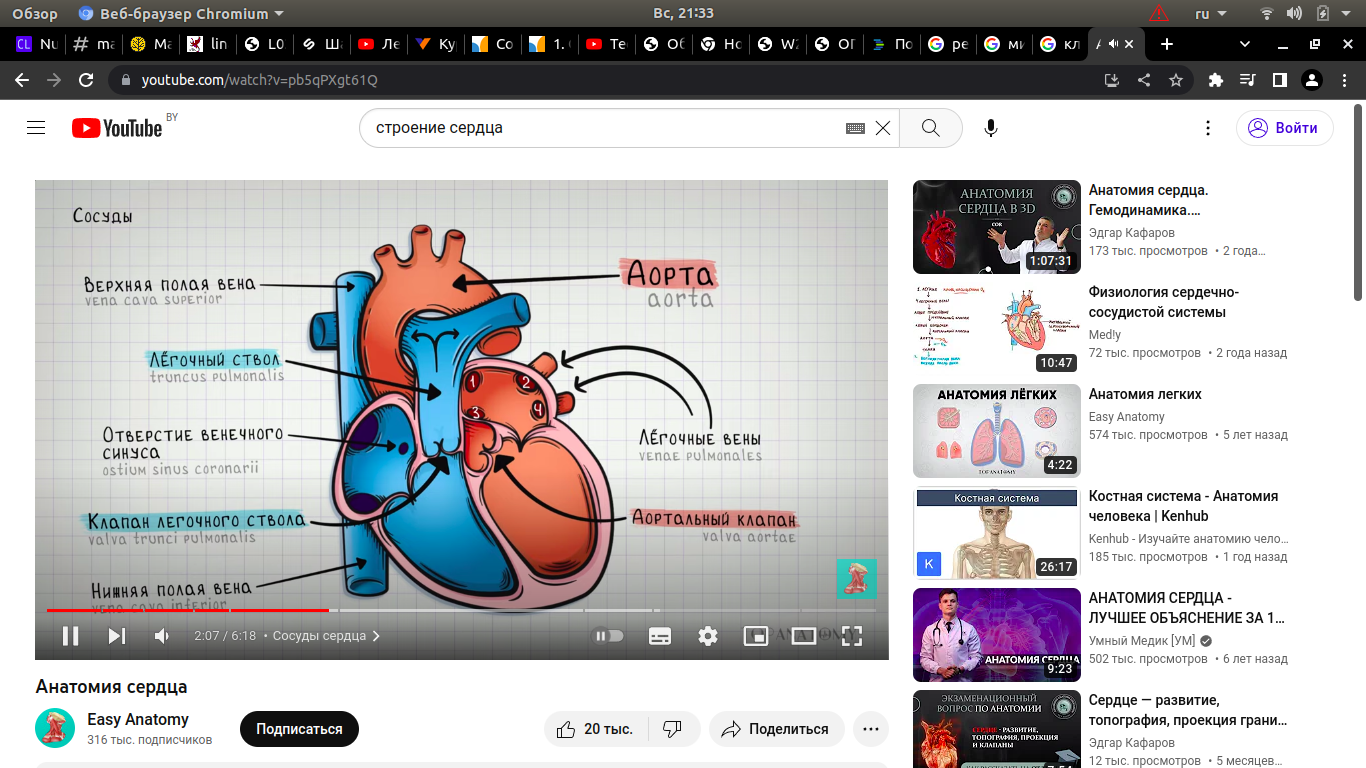 Обзор
Веб-браузер Chromium
Вс, 21:33
ru
Nu
# ma
Ma
lin
L0
Ша
Ле
Ку
Co
1.
Te
Об
Но
W2
По
ре
ми
кл
youtube.com/watch?v=pb5qPXgt61Q
YouTube BY
строение сердца
Войти
Сосуды
Верхняя полая вена
vena cava superior
Аорта
aorta
Лёгочный ствол
truncus pulmonalis
1 2
3 4
Отверстие венечного
синуса
ostium sinus coronarii
Лёгочные вены
venae pulmonales
Клапан легочного ствола
valva trunci pulmonalis
Аортальный клапан
valva aortae
Нижняя полая вена
vena cava inferior
2:07 / 6:18 • Сосуды сердца
Анатомия сердца
Easy Anatomy
316 тыс. подписчиков
Подписаться
20 тыс.
Поделиться
АНАТОМИЯ
СЕРДЦА В 3D
COR
1:07:31
Анатомия сердца.
Гемодинамика....
Эдгар Кафаров
173 тыс. просмотров • 2 года...
10:47
Физиология сердечно-
сосудистой системы
Med!y
72 тыс. просмотров • 2 года назад
АНАТОМИЯ ЛЁГКИХ
TOP ANATOMY
4:22
Анатомия легких
Easy Anatomy
574 тыс. просмотров • 5 лет назад
Костная система
K
26:17
Костная система - Анатомия
человека | Kenhub
Kenhub - Изучайте анатомию чело...
185 тыс. просмотров • 1 год назад
АНАТОМИЯ СЕРДЦА
9:23
АНАТОМИЯ СЕРДЦА -
ЛУЧШЕЕ ОБЪЯСНЕНИЕ ЗА 1...
Умный Медик [УМ]
502 тыс. просмотров • 6 лет назад
ЭКЗАМЕНАЦИОННЫЙ
ВОПРОС ПО АНАТОМИИ
СЕРДЦЕ - РАЗВИТИЕ,
ТОПОГРАФИЯ, ПРОЕКЦИЯ
И КЛАПАНЫ
Сердце — развитие,
топография, проекция грани...
Эдгар Кафаров
12 тыс. просмотров • 5 месяцев...